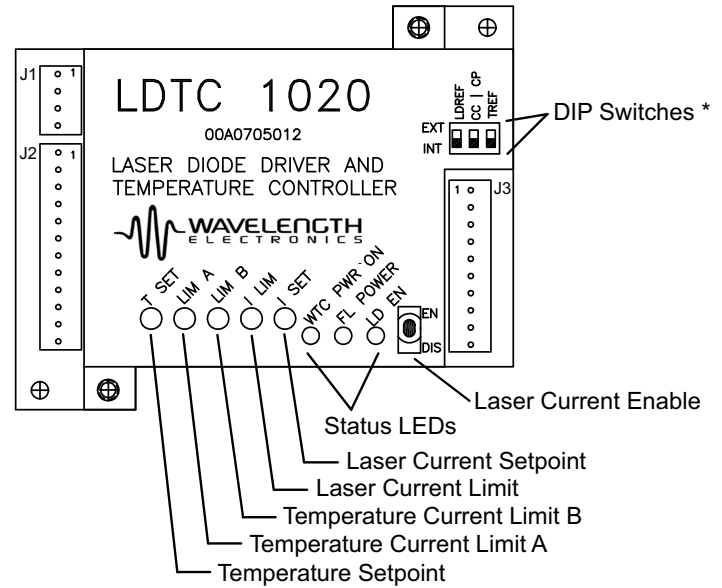 J1
1
LDTC 1020
00A0705012
LASER DIODE DRIVER AND
TEMPERATURE CONTROLLER
WAVELENGTH
ELECTRONICS
J2
1
LDREF
CC | CP
TREF
EXT
INT
DIP Switches *
1
J3
T SET
LIM A
LIM B
I LIM
I SET
WTC PWR ON
FL POWER
LD EN
EN
DIS
Laser Current Enable
Status LEDs
Laser Current Setpoint
Laser Current Limit
Temperature Current Limit B
Temperature Current Limit A
Temperature Setpoint